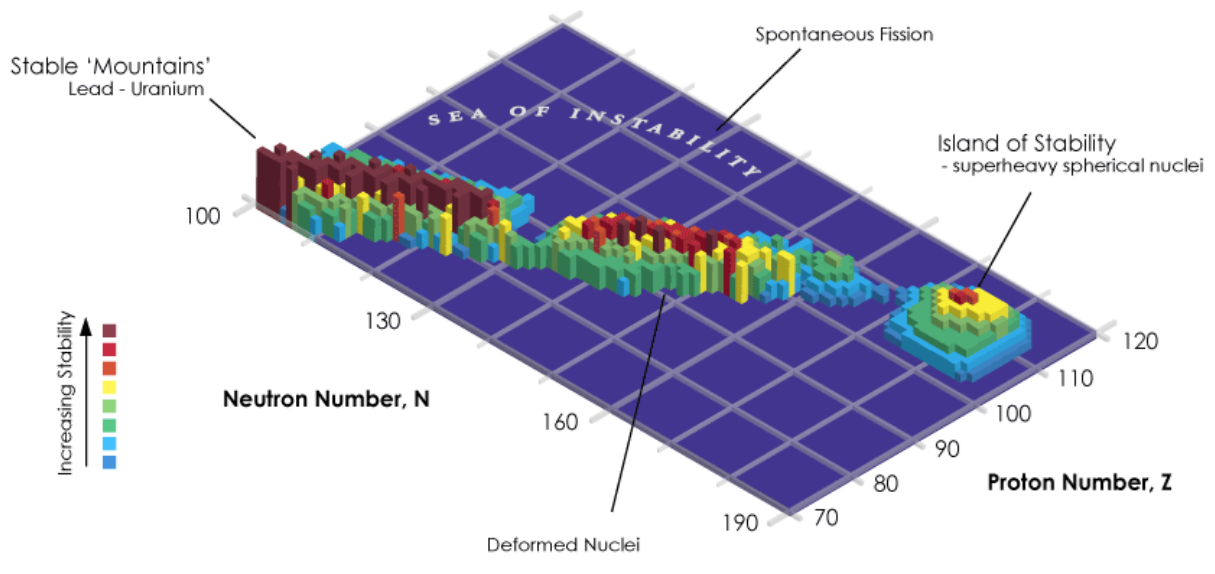 Spontaneous Fission
Stable ‘Mountains’
Lead - Uranium
SEA OF INSTABILITY
Island of Stability
- superheavy spherical nuclei
100
130
160
190
Neutron Number, N
Increasing Stability
120
110
100
90
80
70
Proton Number, Z
Deformed Nuclei